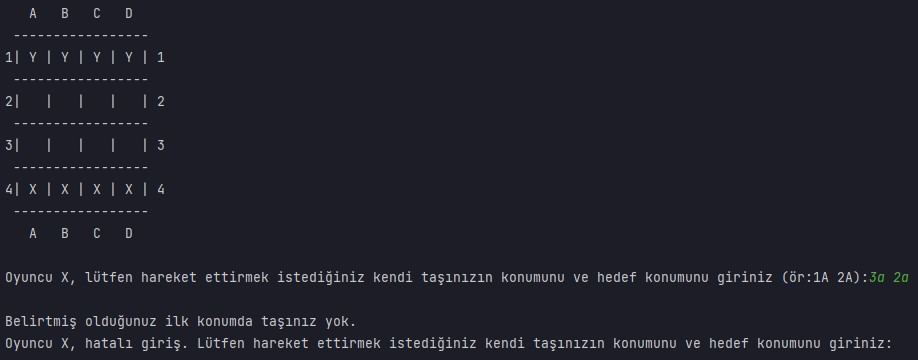 A   B   C   D
 -----------------
1| Y | Y | Y | Y | 1
 -----------------
2|   |   |   |   | 2
 -----------------
3|   |   |   |   | 3
 -----------------
4| X | X | X | X | 4
 -----------------
   A   B   C   D
Oyuncu X, lütfen hareket ettirmek istediğiniz kendi taşınızın konumunu ve hedef konumunu giriniz (ör:1A 2A):3a 2a
Belirtmiş olduğunuz ilk konumda taşınız yok.
Oyuncu X, hatalı giriş. Lütfen hareket ettirmek istediğiniz kendi taşınızın konumunu ve hedef konumunu giriniz: